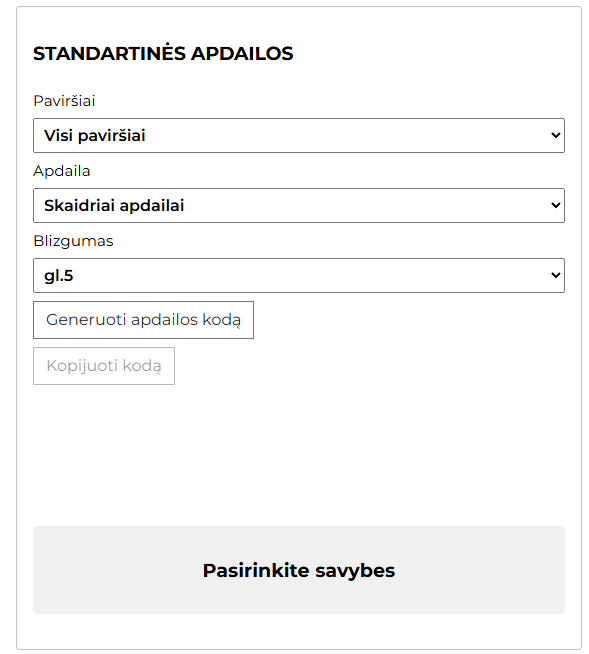 STANDARTINĖS APDAILOS
Paviršiai
Visi paviršiai
Apdaila
Skaidriai apdailai
Blizgumas
gl.5
Generuoti apdailos kodą
Kopijuoti kodą
Pasirinkite savybes